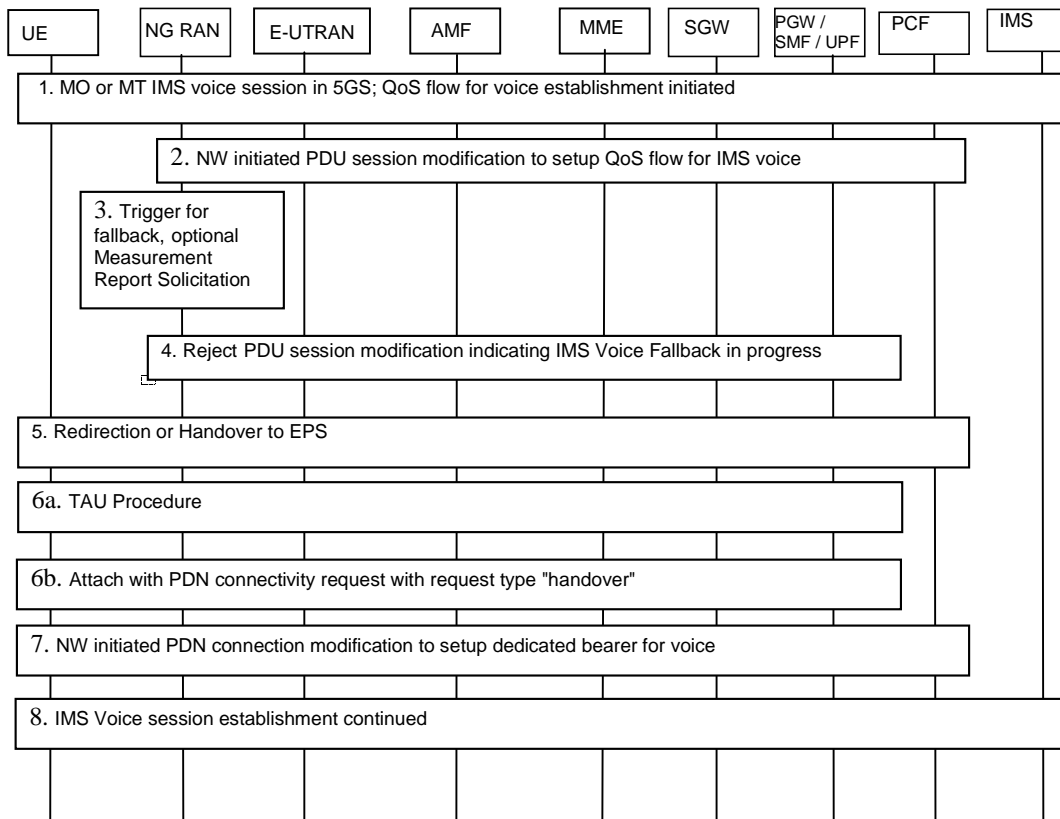 UE
NG RAN
E-UTRAN
AMF
MME
SGW
PGW /
SMF / UPF
PCF
IMS
1. MO or MT IMS voice session in 5GS; QoS flow for voice establishment initiated
2. NW initiated PDU session modification to setup QoS flow for IMS voice
3. Trigger for
fallback, optional
Measurement
Report Solicitation
4. Reject PDU session modification indicating IMS Voice Fallback in progress
5. Redirection or Handover to EPS
6a. TAU Procedure
6b. Attach with PDN connectivity request with request type "handover"
7. NW initiated PDN connection modification to setup dedicated bearer for voice
8. IMS Voice session establishment continued